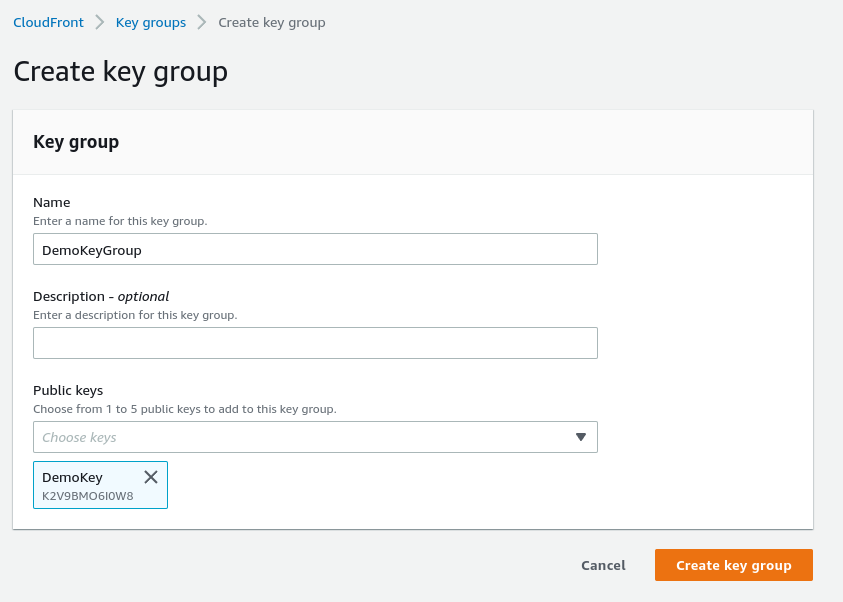 CloudFront > Key groups > Create key group
Create key group
Key group
Name
Enter a name for this key group.
DemoKeyGroup
Description - optional
Enter a description for this key group.
Public keys
Choose from 1 to 5 public keys to add to this key group.
Choose keys
DemoKey
K2V9BMO6I0W8
Cancel Create key group